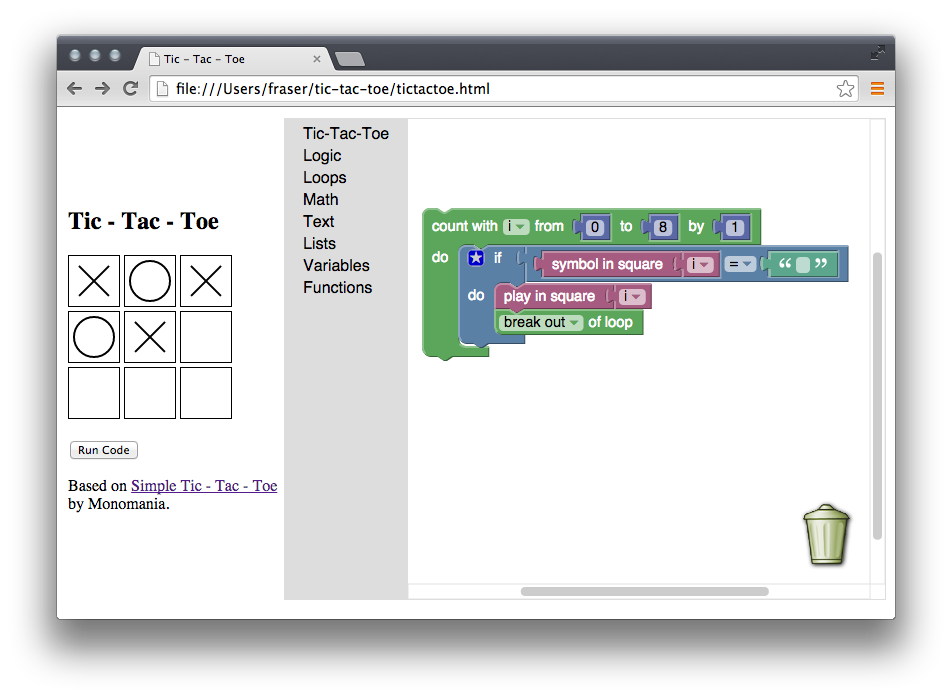 Tic - Tac - Toe
file:///Users/fraser/tic-tac-toe/tictactoe.html
Tic - Tac - Toe
Run Code
Based on Simple Tic - Tac - Toe
by Monomania.
Tic-Tac-Toe
Logic
Loops
Math
Text
Lists
Variables
Functions
count with i from 0 to 8 by 1
do if symbol in square i = “ ”
do play in square i
break out of loop